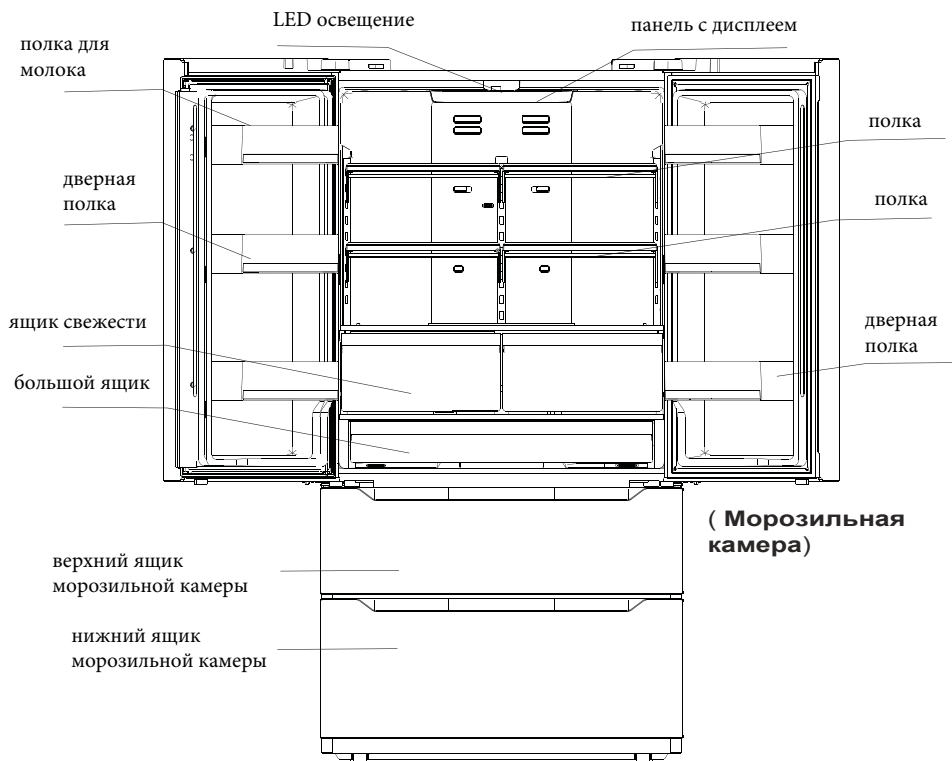 LED освещение
панель с дисплеем
полка для
молока
полка
дверная
полка
полка
ящик свежести
дверная
полка
большой ящик
( Морозильная
камера)
верхний ящик
морозильной камеры
нижний ящик
морозильной камеры